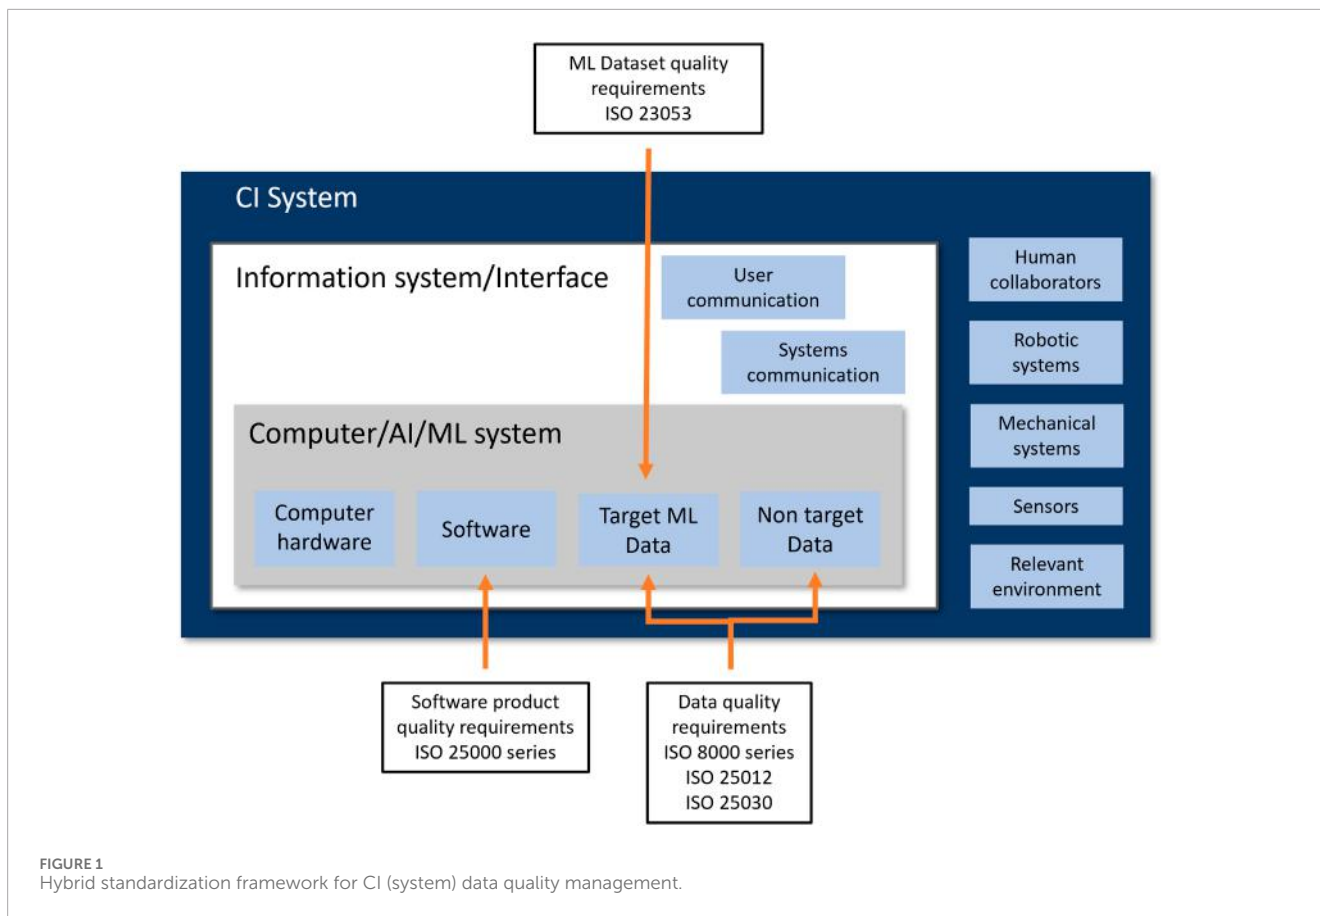 ML Dataset quality
requirements
ISO 23053
CI System
Information system/Interface
User
communication
Systems
communication
Human
collaborators
Robotic
systems
Mechanical
systems
Sensors
Relevant
environment
Computer/AI/ML system
Computer
hardware
Software
Target ML
Data
Non target
Data
Software product
quality requirements
ISO 25000 series
Data quality
requirements
ISO 8000 series
ISO 25012
ISO 25030
FIGURE 1
Hybrid standardization framework for CI (system) data quality management.